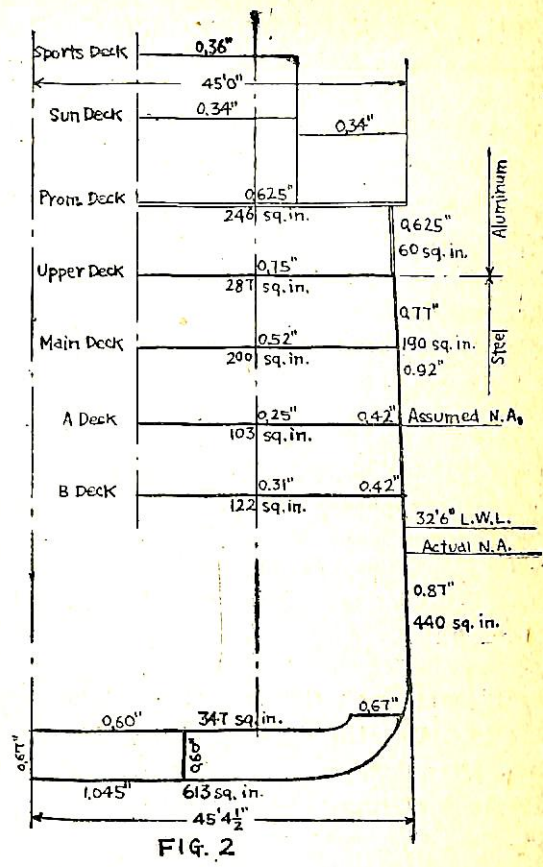 Sports Deck 0.36"
45'0"
Sun Deck 0.34"
0.34"
Prom. Deck 0.625"
246 sq.in.
0.625"
60 sq.in.
Aluminum
Upper Deck 0.75"
287 sq.in.
0.77"
Steel
Main Deck 0.52"
200 sq.in.
190 sq.in.
0.92"
A Deck 0.25" 0.42" Assumed N.A.
103 sq.in.
B Deck 0.31" 0.42"
122 sq.in.
32'6" L.W.L.
Actual N.A.
0.87"
440 sq.in.
0.67"
0.60" 347 sq.in.
0.67"
0.60"
1.045" 613 sq.in.
45'4½"
FIG. 2